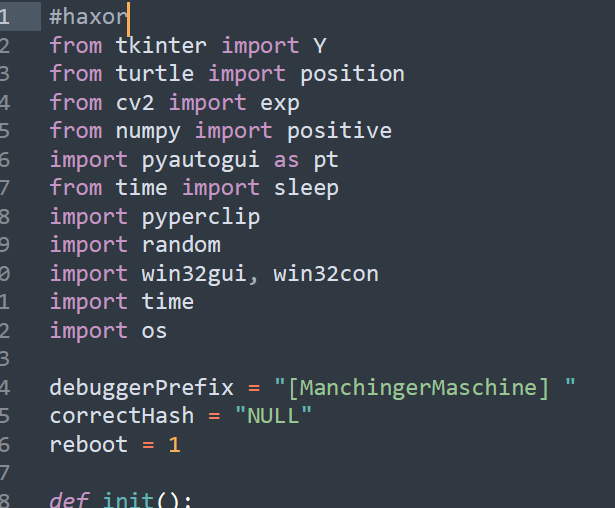 1 #haxor
2 from tkinter import Y
3 from turtle import position
4 from cv2 import exp
5 from numpy import positive
6 import pyautogui as pt
7 from time import sleep
8 import pyperclip
9 import random
0 import win32gui, win32con
1 import time
2 import os
3
4 debuggerPrefix = "[ManchingerMaschine] "
5 correctHash = "NULL"
6 reboot = 1
7
8 def init():